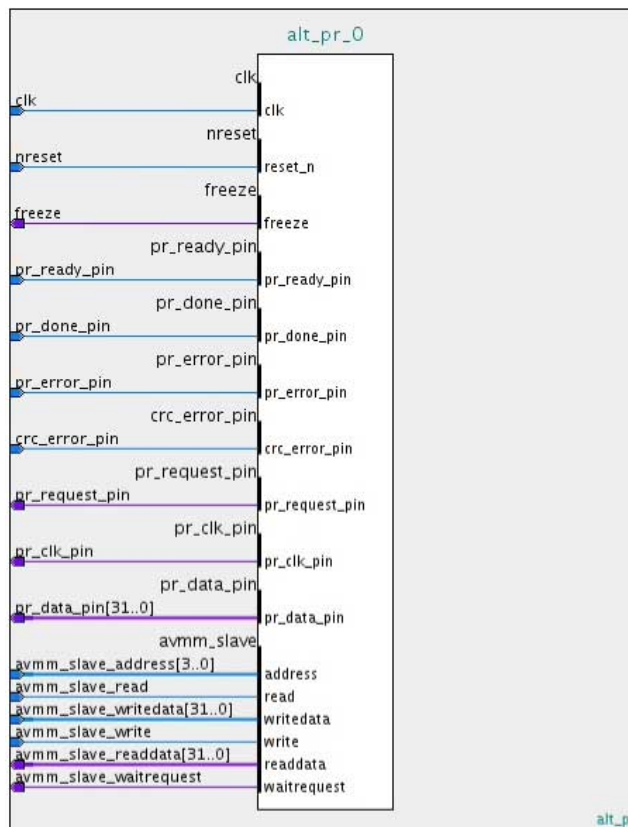 alt_pr_0
clk
clk
clk
nreset
nreset
reset_n
freeze
freeze
freeze
pr_ready_pin
pr_ready_pin
pr_ready_pin
pr_done_pin
pr_done_pin
pr_done_pin
pr_error_pin
pr_error_pin
pr_error_pin
crc_error_pin
crc_error_pin
crc_error_pin
pr_request_pin
pr_request_pin
pr_request_pin
pr_clk_pin
pr_clk_pin
pr_clk_pin
pr_data_pin
pr_data_pin[31..0]
pr_data_pin
avmm_slave
avmm_slave_address[3..0]
address
avmm_slave_read
read
avmm_slave_writedata[31..0]
writedata
avmm_slave_write
write
avmm_slave_readdata[31..0]
readdata
avmm_slave_waitrequest
waitrequest